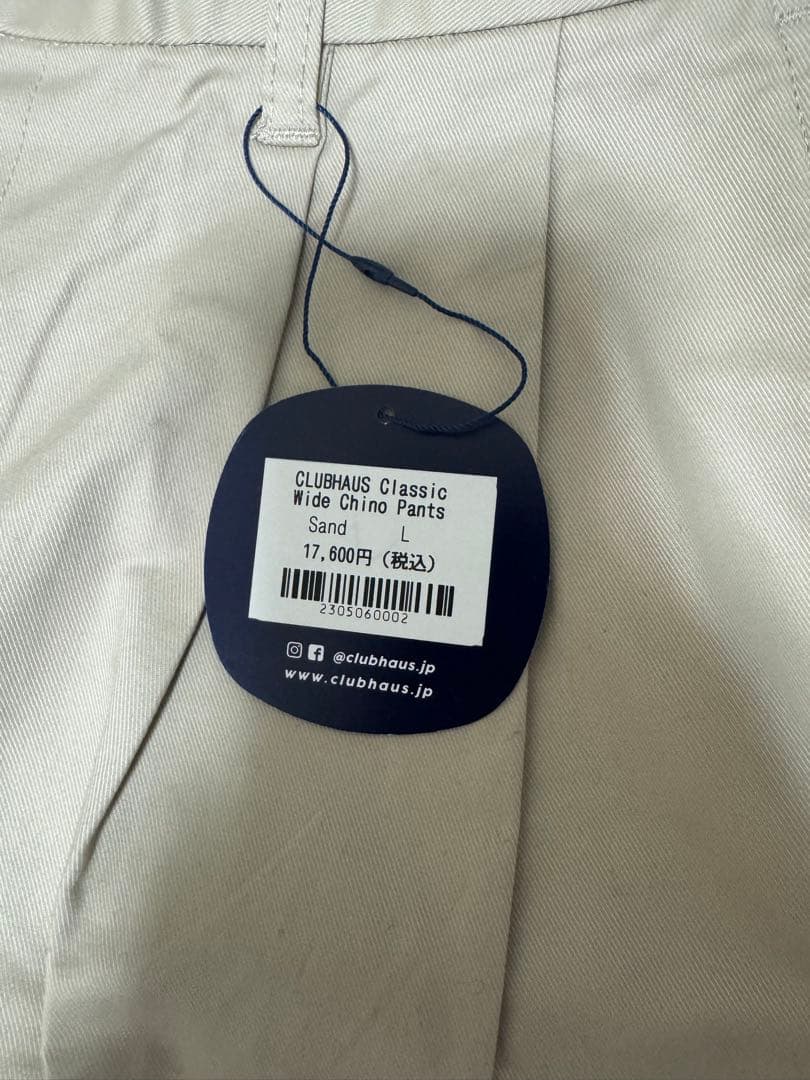 CLUBHAUS Classic
Wide Chino Pants
Sand L
17,600円（税込）
2305060002
@clubhaus.jp
www.clubhaus.jp